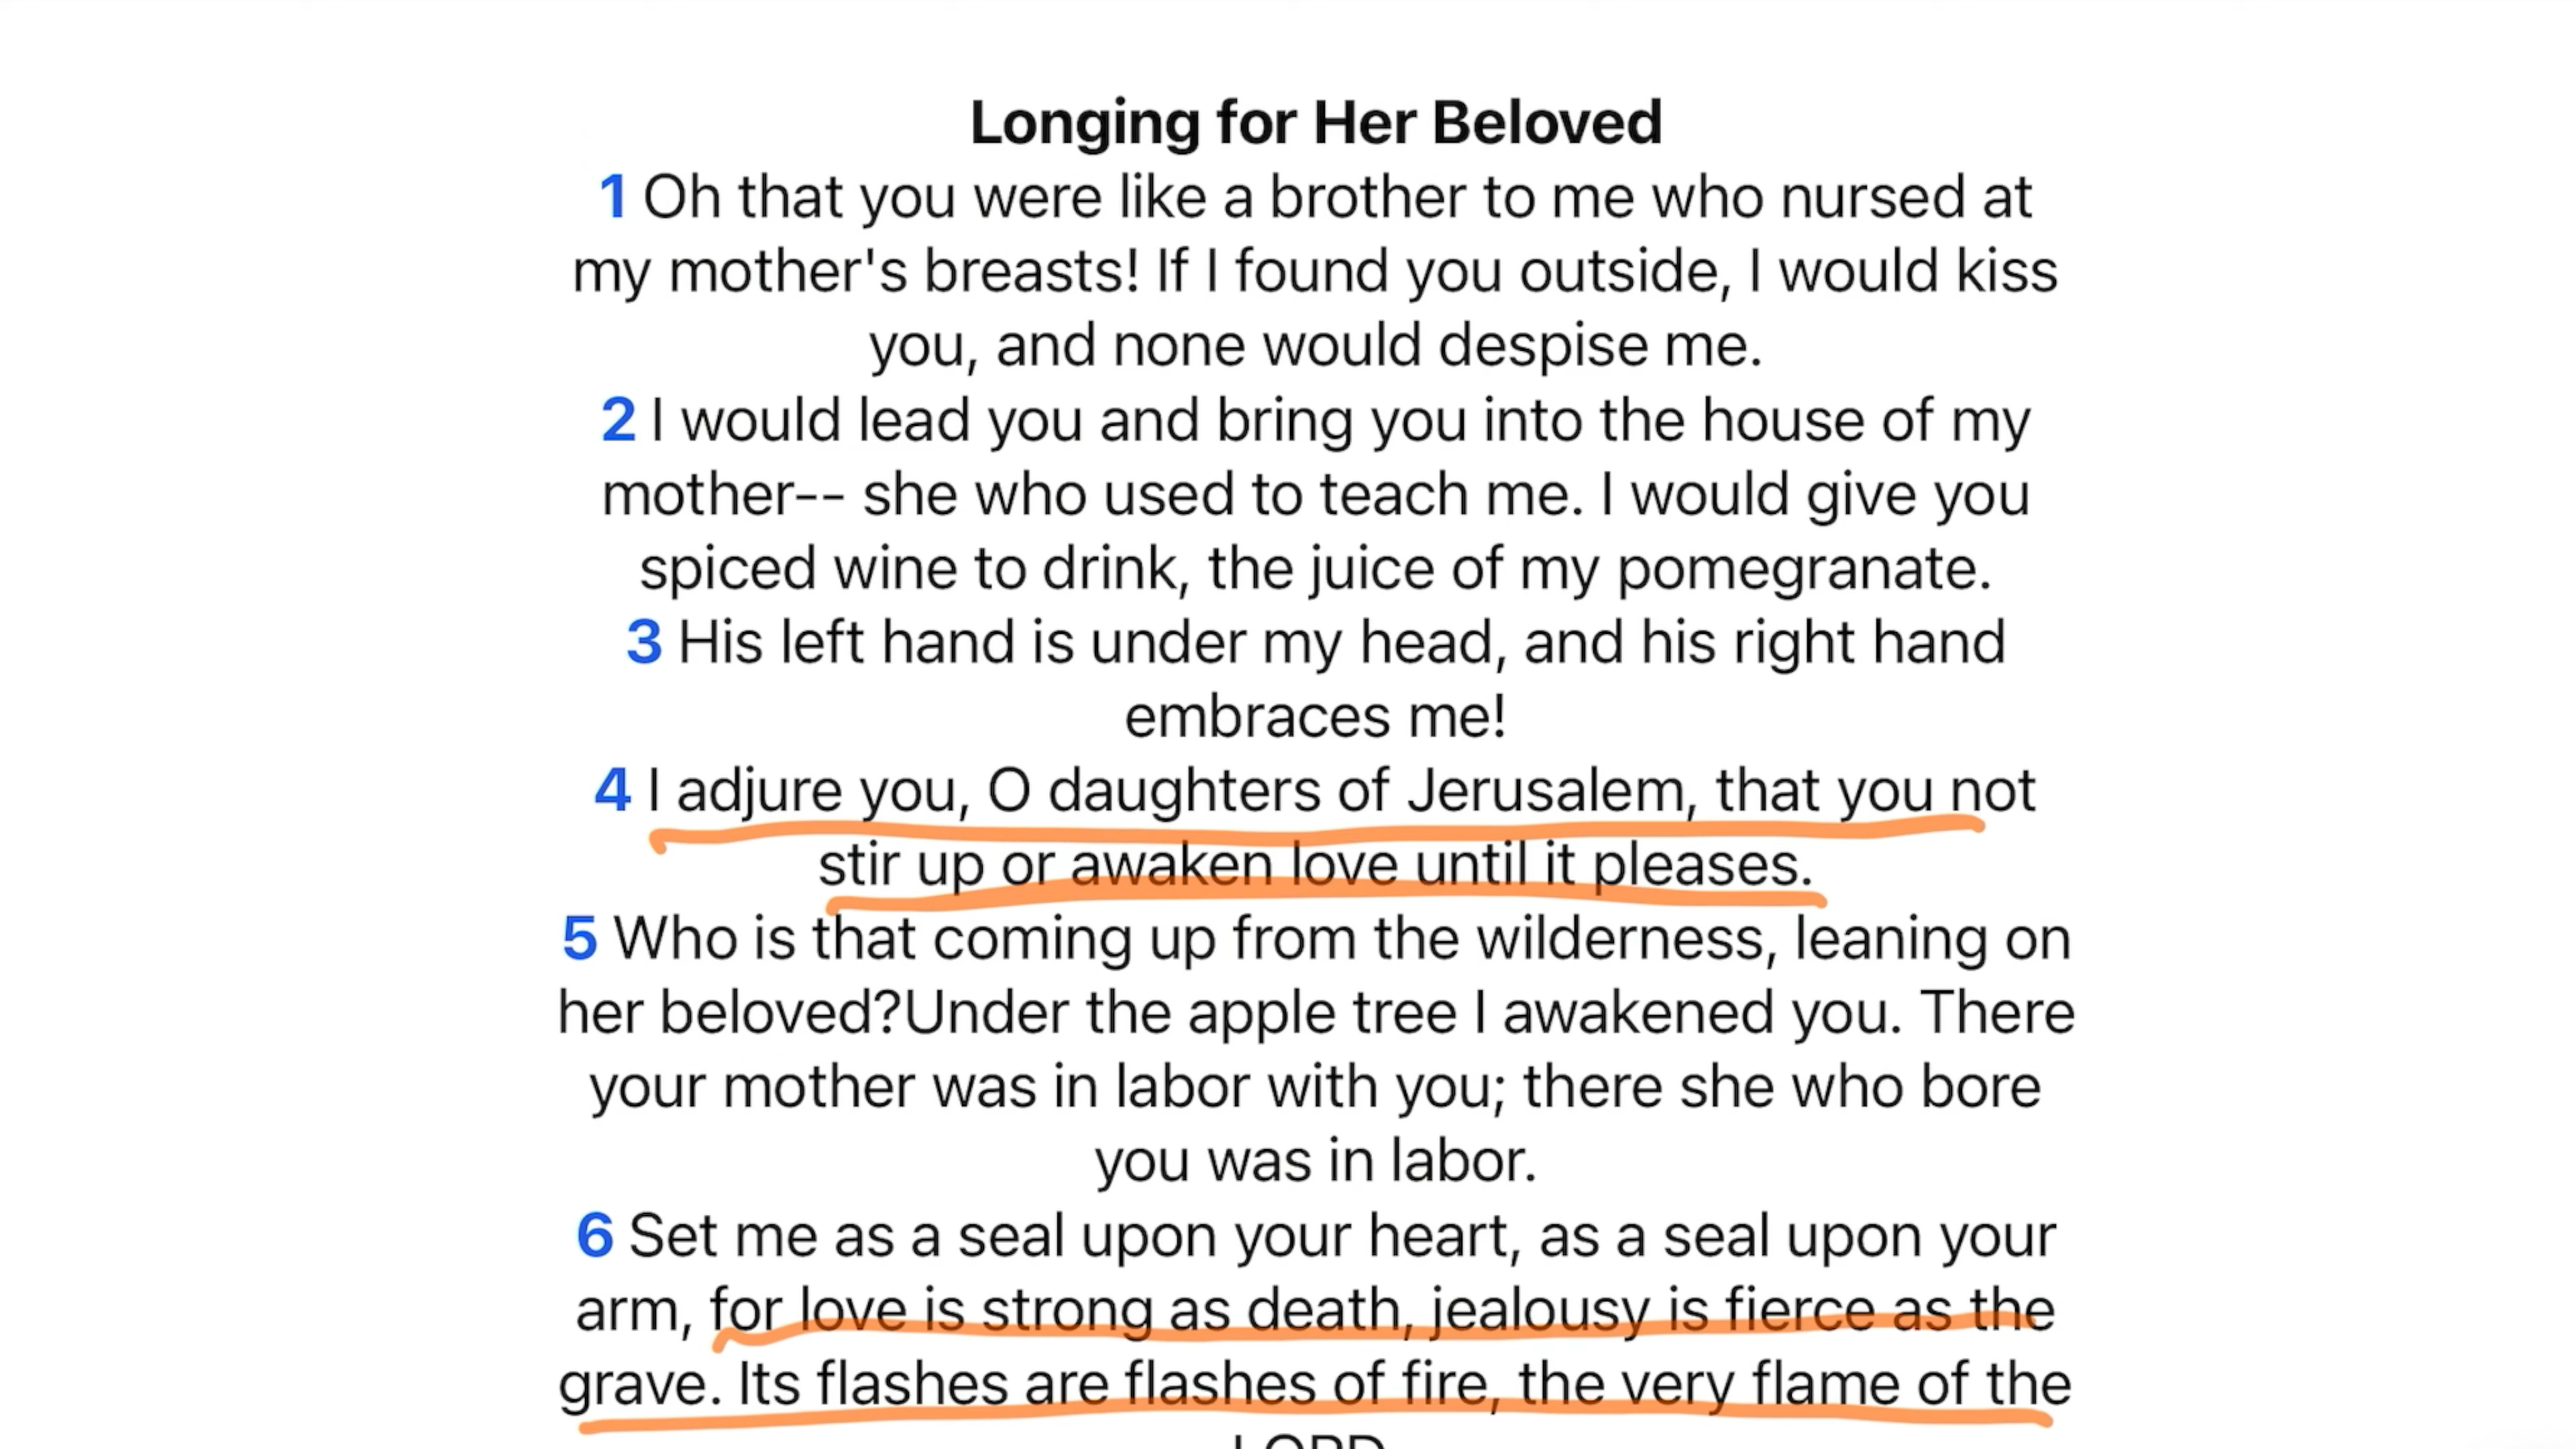 Longing for Her Beloved
1 Oh that you were like a brother to me who nursed at
my mother's breasts! If I found you outside, I would kiss
you, and none would despise me.
2 I would lead you and bring you into the house of my
mother-- she who used to teach me. I would give you
spiced wine to drink, the juice of my pomegranate.
3 His left hand is under my head, and his right hand
embraces me!
4 I adjure you, O daughters of Jerusalem, that you not
stir up or awaken love until it pleases.
5 Who is that coming up from the wilderness, leaning on
her beloved?Under the apple tree I awakened you. There
your mother was in labor with you; there she who bore
you was in labor.
6 Set me as a seal upon your heart, as a seal upon your
arm, for love is strong as death, jealousy is fierce as the
grave. Its flashes are flashes of fire, the very flame of the
LORD